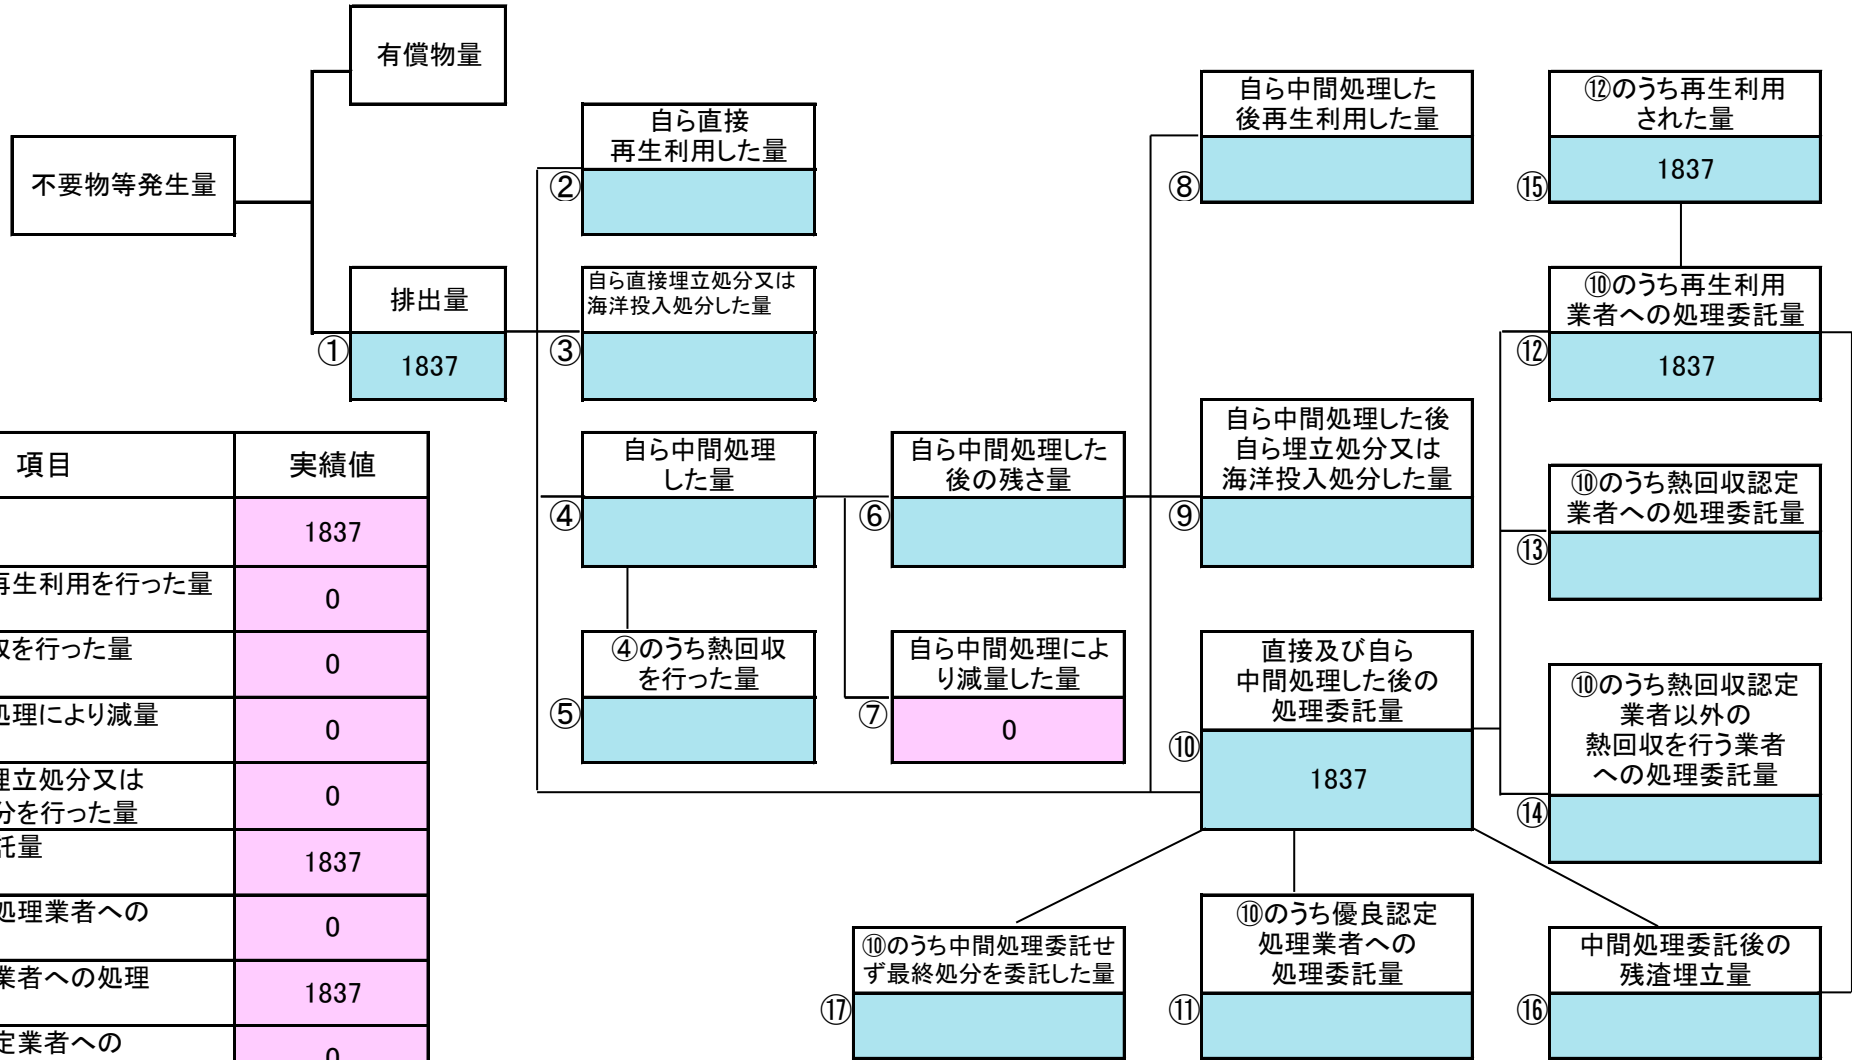 有償物量
不要物等発生量
排出量
①
1837
自ら直接
再生利用した量
②
自ら直接埋立処分又は
海洋投入処分した量
③
自ら中間処理
した量
④
④のうち熱回収
を行った量
⑤
自ら中間処理した
後の残さ量
⑥
自ら中間処理によ
り減量した量
⑦
0
自ら中間処理した
後再生利用した量
⑧
自ら中間処理した後
自ら埋立処分又は
海洋投入処分した量
⑨
直接及び自ら
中間処理した後の
処理委託量
⑩
1837
⑩のうち優良認定
処理業者への
処理委託量
⑪
⑫のうち再生利用
された量
1837
⑮
⑩のうち再生利用
業者への処理委託量
⑫
1837
⑩のうち熱回収認定
業者への処理委託量
⑬
⑩のうち熱回収認定
業者以外の
熱回収を行う業者
への処理委託量
⑭
中間処理委託後の
残渣埋立量
⑯
⑩のうち中間処理委託せ
ず最終処分を委託した量
⑰
項目 実績値
1837
再生利用を行った量 0
を行った量 0
処理により減量 0
埋立処分又は
分を行った量 0
託量 1837
処理業者への 0
業者への処理 1837
定業者への 0